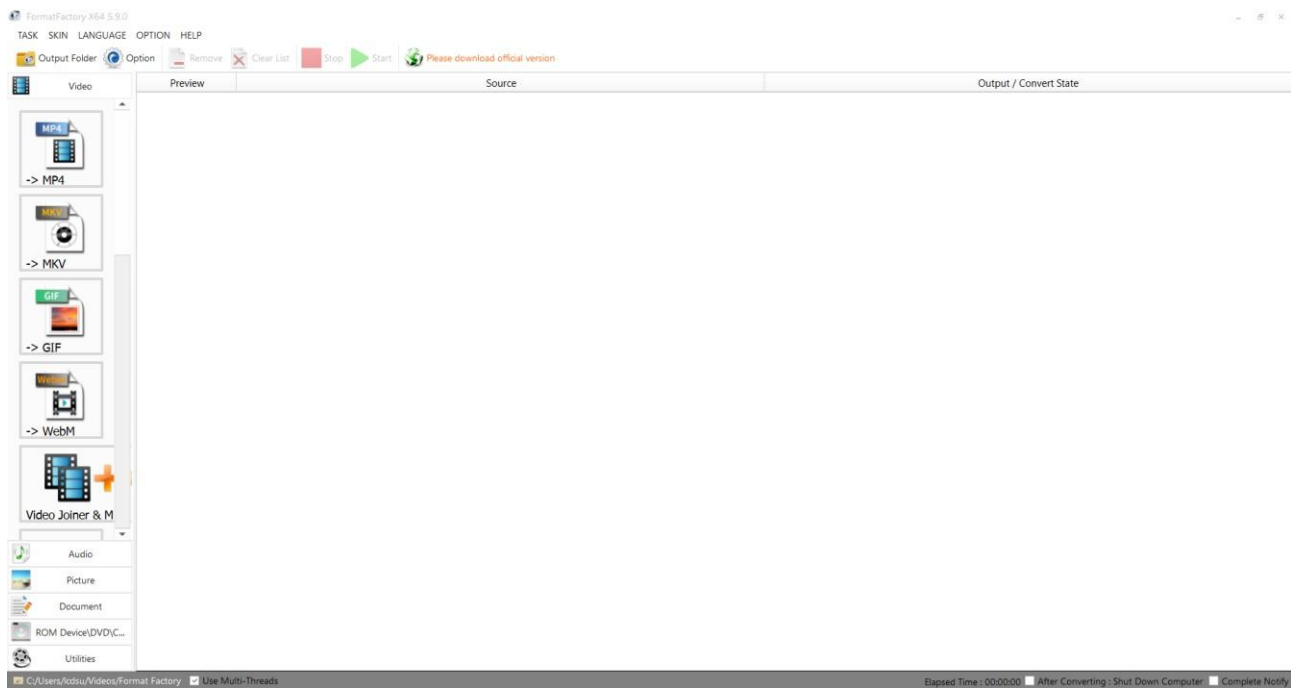 FormatFactory X64 5.9.0
TASK SKIN LANGUAGE OPTION HELP
Output Folder Option Remove Clear List Stop Start Please download official version
Video Preview Source Output / Convert State
MP4
-> MP4
MKV
-> MKV
GIF
-> GIF
WebM
-> WebM
Video Joiner & M
Audio
Picture
Document
ROM Device\DVD\C...
Utilities
C:/Users/lcdsu/Videos/Format Factory Use Multi-Threads Elapsed Time : 00:00:00 After Converting : Shut Down Computer Complete Notify